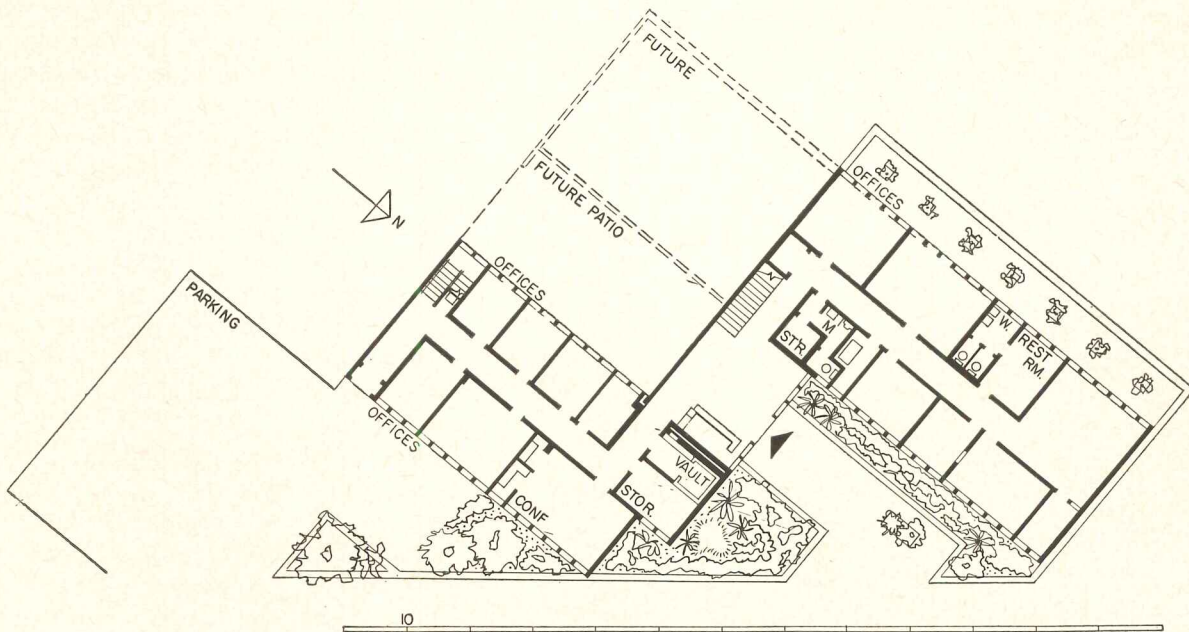 FUTURE
FUTURE PATIO
OFFICES
N
PARKING
OFFICES
OFFICES
W.
REST
RM.
M
STR
VAULT
STOR.
CONF
10